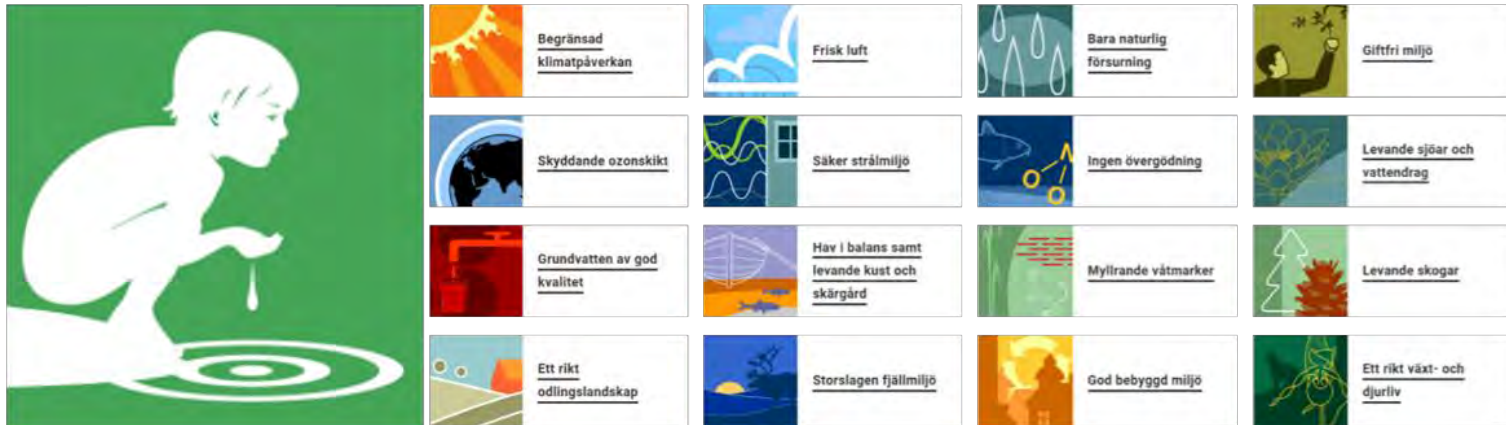 Begränsad
klimatpåverkan
Frisk luft
Bara naturlig
försurning
Giftfri miljö
Skyddande ozonskikt
Säker strålmiljö
Ingen övergödning
N
O
O
Levande sjöar och
vattendrag
Grundvatten av god
kvalitet
Hav i balans samt
levande kust och
skärgård
Myllrande våtmarker
Levande skogar
Ett rikt
odlingslandskap
Storslagen fjällmiljö
God bebyggd miljö
Ett rikt växt- och
djurliv